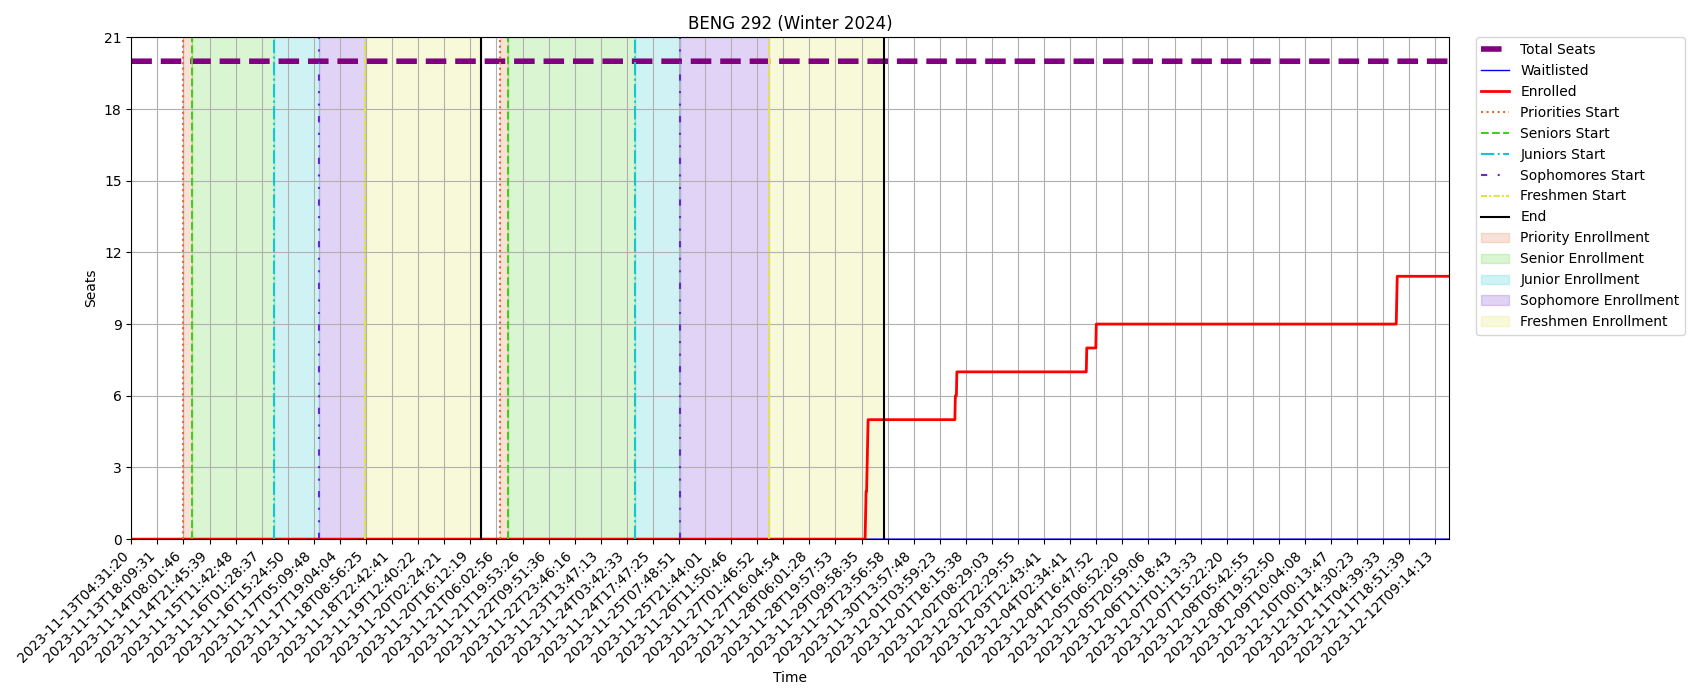 BENG 292 (Winter 2024)
21
18
15
12
9
6
3
0
Seats
2023-11-13T04:31:20
2023-11-13T18:09:31
2023-11-14T08:01:46
2023-11-14T21:45:39
2023-11-15T11:42:48
2023-11-16T01:28:37
2023-11-16T15:24:50
2023-11-17T05:09:48
2023-11-17T19:04:04
2023-11-18T08:56:25
2023-11-18T22:42:41
2023-11-19T12:40:22
2023-11-20T02:24:21
2023-11-20T16:12:19
2023-11-21T06:02:56
2023-11-21T19:53:26
2023-11-22T09:51:36
2023-11-22T23:46:16
2023-11-23T13:47:13
2023-11-24T03:42:33
2023-11-24T17:47:25
2023-11-25T07:48:51
2023-11-25T21:44:01
2023-11-26T11:50:46
2023-11-27T01:46:52
2023-11-27T16:04:54
2023-11-28T06:01:28
2023-11-28T19:57:53
2023-11-29T09:58:35
2023-11-29T23:56:58
2023-11-30T13:57:48
2023-12-01T03:59:23
2023-12-01T18:15:38
2023-12-02T08:29:03
2023-12-02T22:29:55
2023-12-03T12:43:41
2023-12-04T02:34:41
2023-12-04T16:47:52
2023-12-05T06:52:20
2023-12-05T20:59:06
2023-12-06T11:18:43
2023-12-07T01:13:33
2023-12-07T15:22:20
2023-12-08T05:42:55
2023-12-08T19:52:50
2023-12-09T10:04:08
2023-12-10T00:13:47
2023-12-10T14:30:23
2023-12-11T04:39:33
2023-12-11T18:51:39
2023-12-12T09:14:13
Time
Total Seats
Waitlisted
Enrolled
Priorities Start
Seniors Start
Juniors Start
Sophomores Start
Freshmen Start
End
Priority Enrollment
Senior Enrollment
Junior Enrollment
Sophomore Enrollment
Freshmen Enrollment